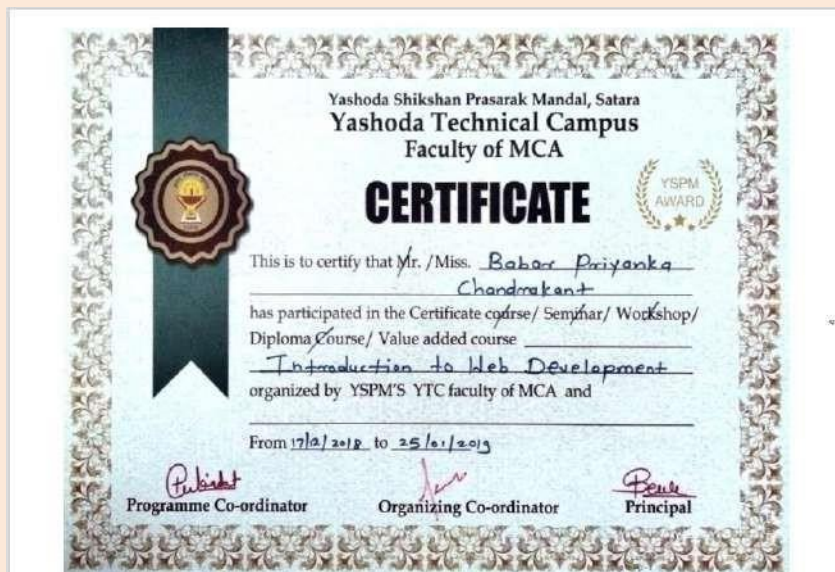 Yashoda Shikshan Prasarak Mandal, Satara
Yashoda Technical Campus
Faculty of MCA
CERTIFICATE
YSPM
AWARD
This is to certify that Mr. /Miss. Babar Priyanka
Chandrakant
has participated in the Certificate course/ Seminar/ Workshop/
Diploma Course/ Value added course
Introduction to Web Development
organized by YSPM'S YTC faculty of MCA and
From 17/2/2018 to 25/01/2019
Programme Co-ordinator
Organizing Co-ordinator
Principal